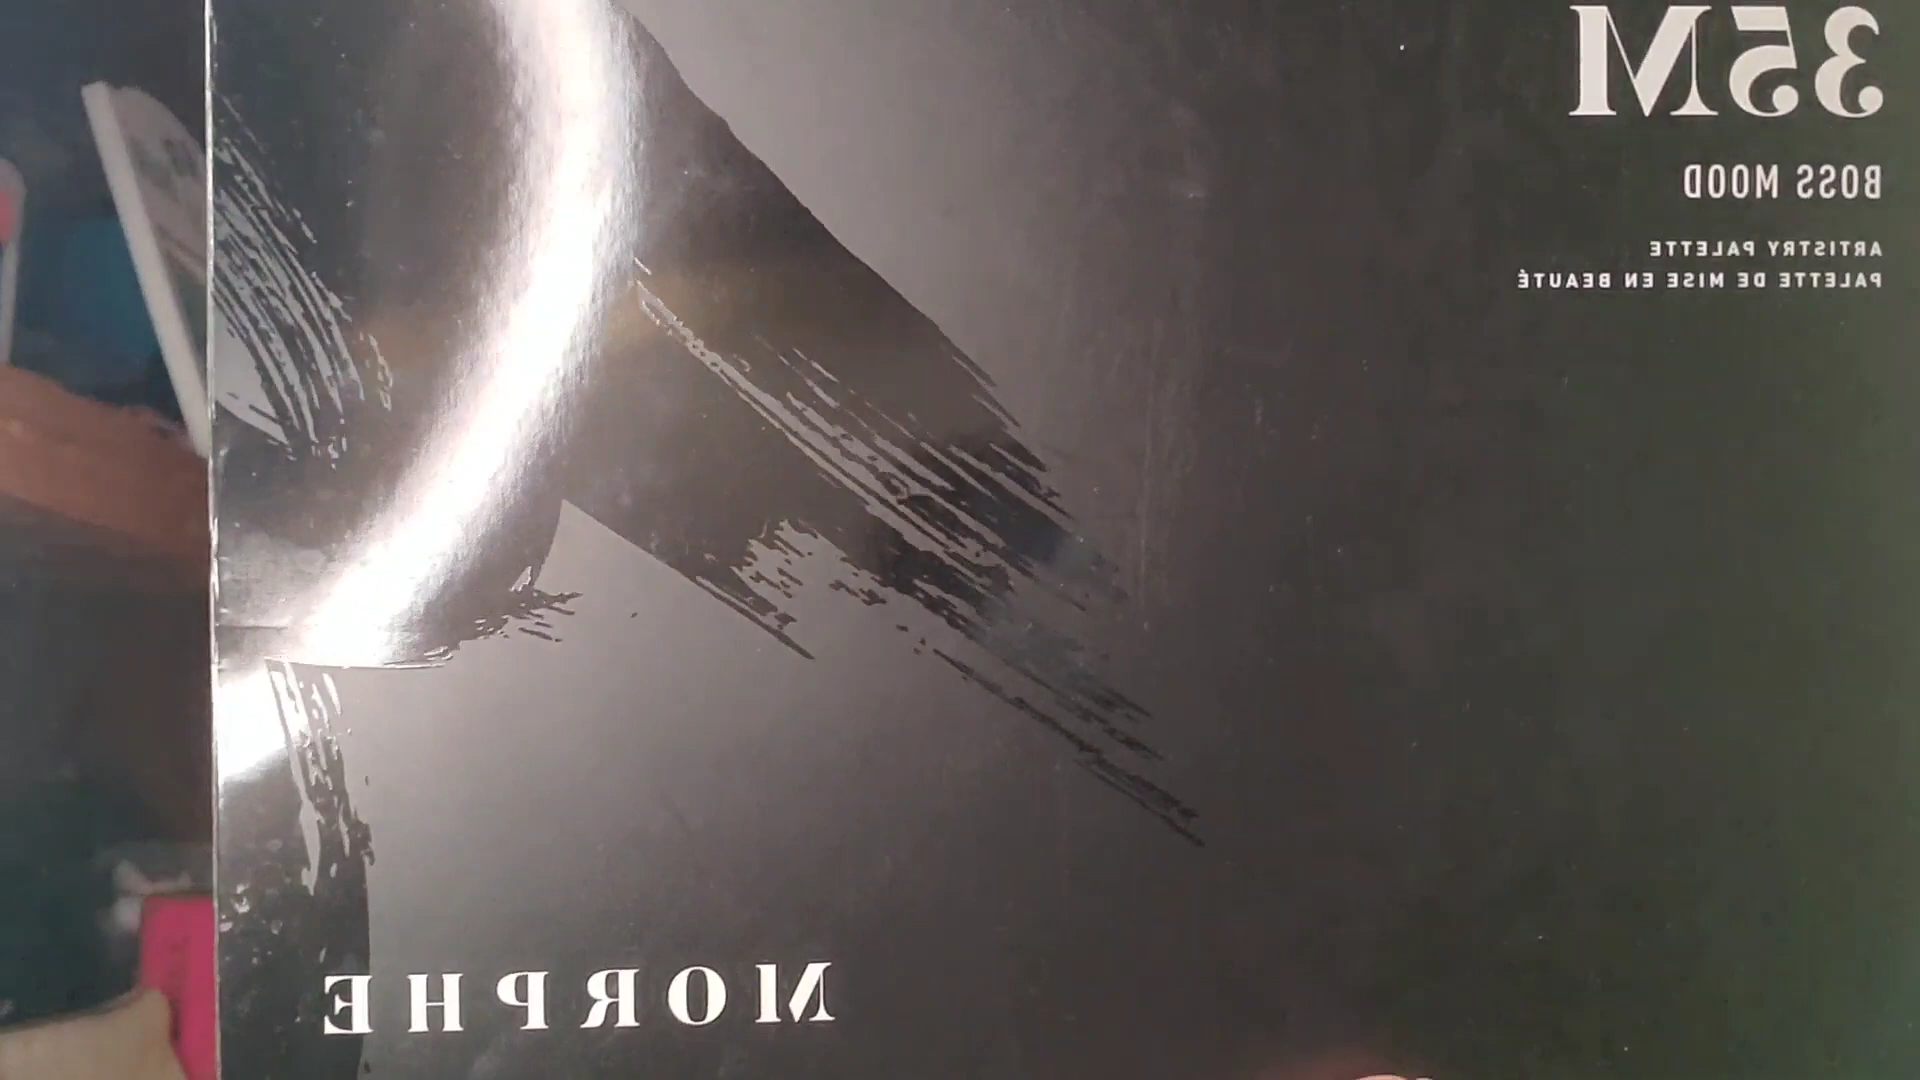 35M
BOSS MOOD
ARTISTRY PALETTE
PALETTE DE MISE EN BEAUTÉ
MORPHE